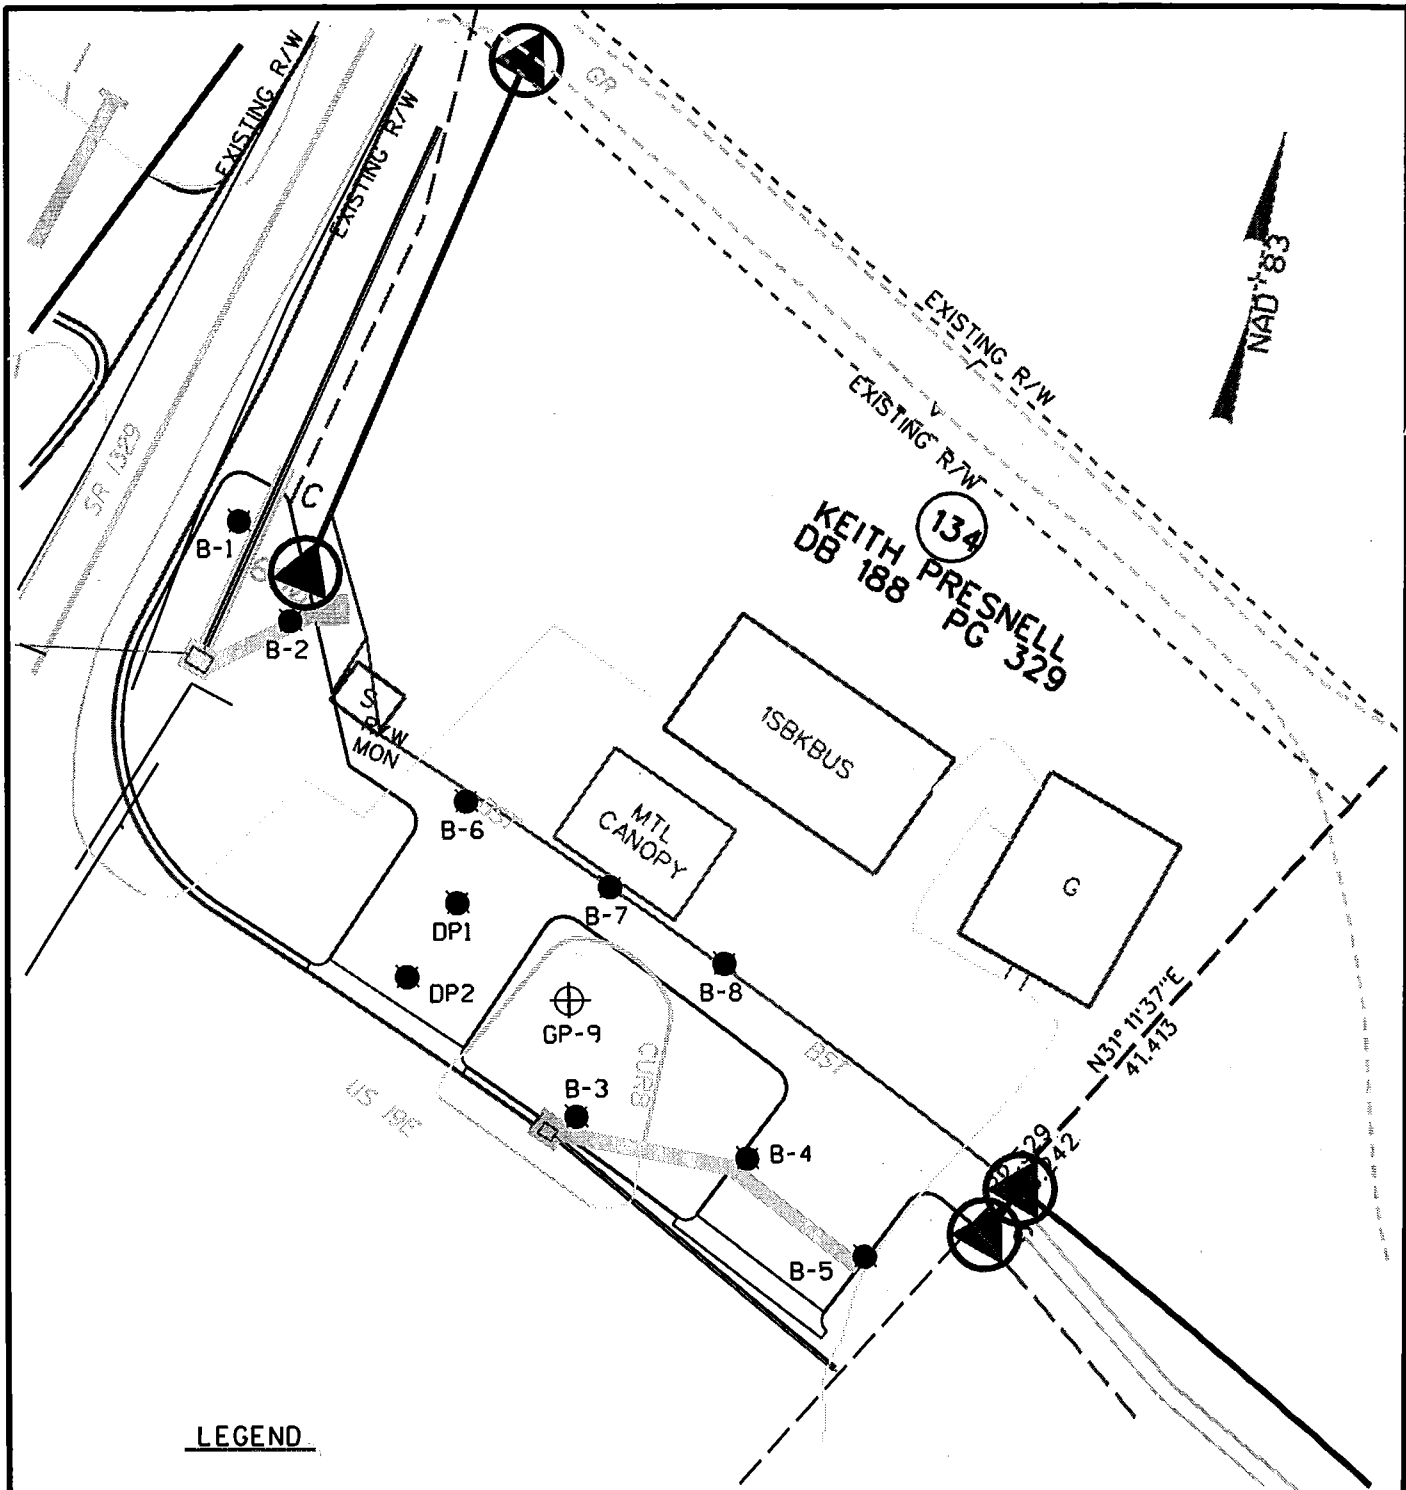 EXISTING R/W
EXISTING R/W
GR
NAD 83
EXISTING R/W
EXISTING R/W
SR 1329
C
B-1
B-2
134
KEITH PRESNELL
DB 188 PG 329
S
R/W
MON
1SBKBUS
MTL
CANOPY
G
B-6
BST
B-7
DP1
DP2
B-8
GP-9
BST
CURB
B-3
US 19E
B-4
B-5
N31° 11'37"E
41.413
LEGEND